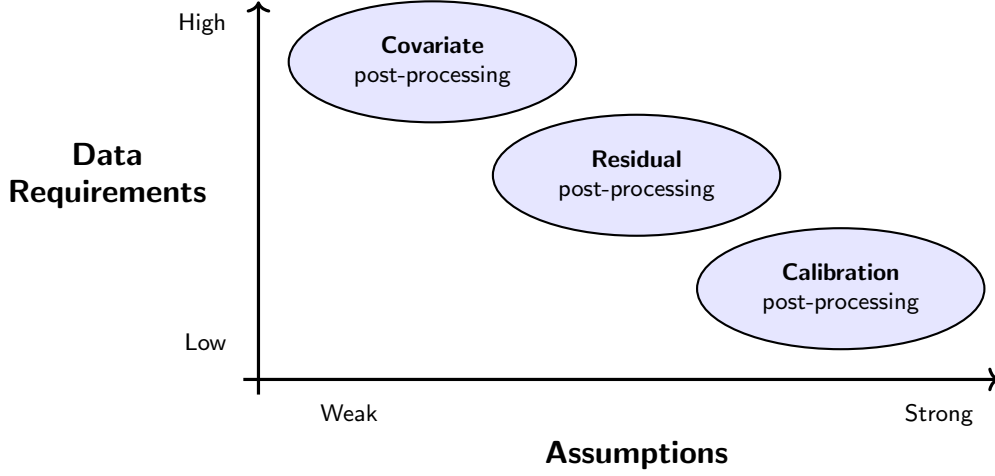 High
Covariate
post-processing
Data
Requirements
Residual
post-processing
Calibration
post-processing
Low
Weak
Strong
Assumptions